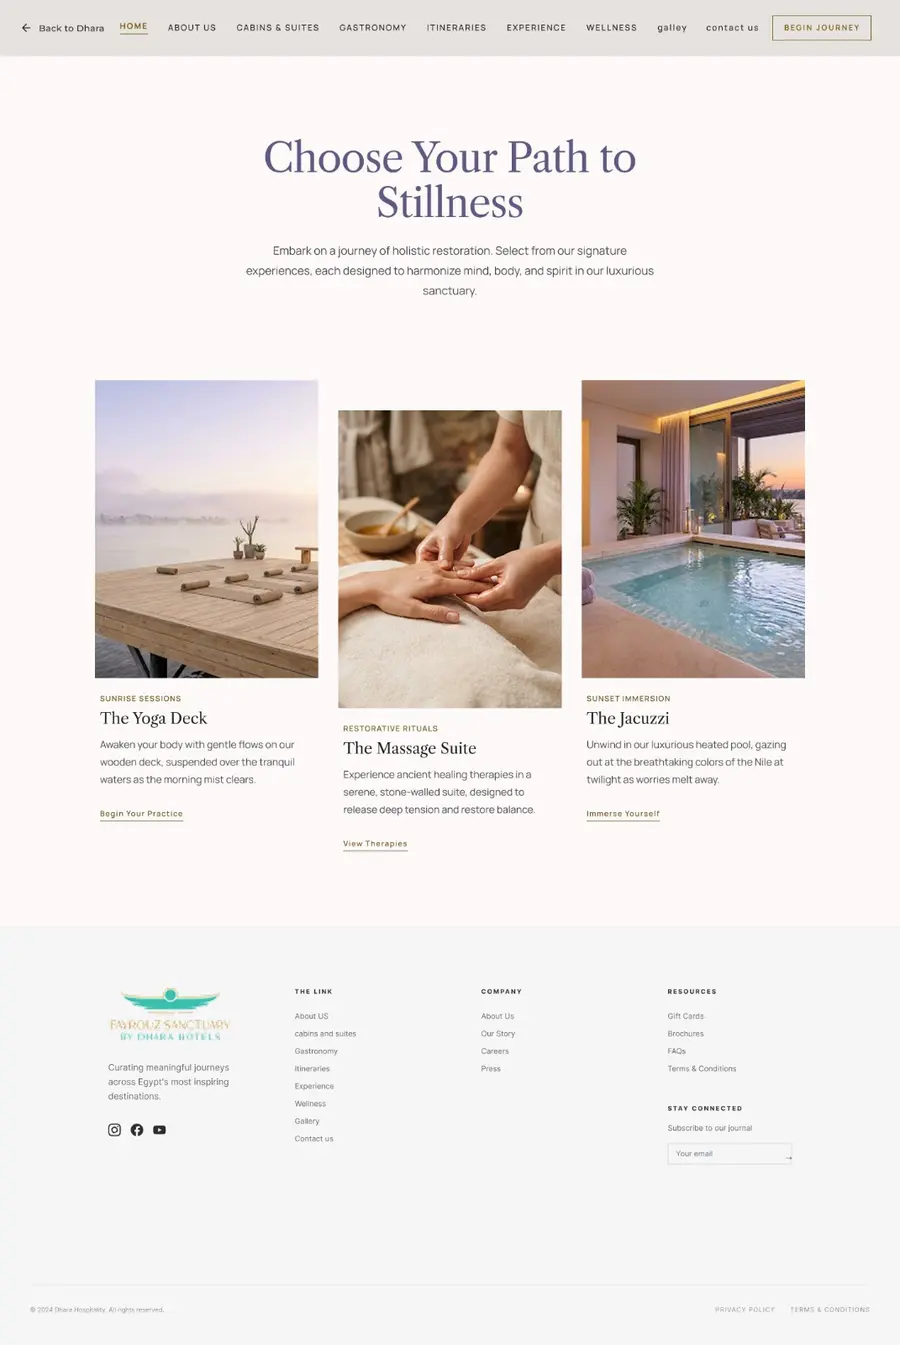 ← Back to Dhara
HOME
ABOUT US
CABINS & SUITES
GASTRONOMY
ITINERARIES
EXPERIENCE
WELLNESS
galley
contact us
BEGIN JOURNEY
Choose Your Path to
Stillness
Embark on a journey of holistic restoration. Select from our signature
experiences, each designed to harmonize mind, body, and spirit in our luxurious
sanctuary.
SUNRISE SESSIONS
The Yoga Deck
Awaken your body with gentle flows on our
wooden deck, suspended over the tranquil
waters as the morning mist clears.
Begin Your Practice
RESTORATIVE RITUALS
The Massage Suite
Experience ancient healing therapies in a
serene, stone-walled suite, designed to
release deep tension and restore balance.
View Therapies
SUNSET IMMERSION
The Jacuzzi
Unwind in our luxurious heated pool, gazing
out at the breathtaking colors of the Nile at
twilight as worries melt away.
Immerse Yourself
FAYROUZ SANCTUARY
BY DHARA HOTELS
Curating meaningful journeys
across Egypt's most inspiring
destinations.
THE LINK
About US
cabins and suites
Gastronomy
Itineraries
Experience
Wellness
Gallery
Contact us
COMPANY
About Us
Our Story
Careers
Press
RESOURCES
Gift Cards
Brochures
FAQs
Terms & Conditions
STAY CONNECTED
Subscribe to our journal
Your email →
© 2024 Dhara Hospitality. All rights reserved.
PRIVACY POLICY
TERMS & CONDITIONS